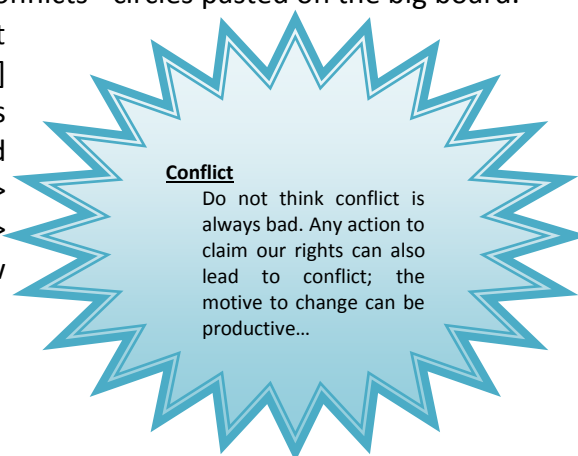 onflicts" circles pasted on the big board.
t
]
s
d
>
>
Conflict
Do not think conflict is
always bad. Any action to
claim our rights can also
lead to conflict; the
motive to change can be
productive…